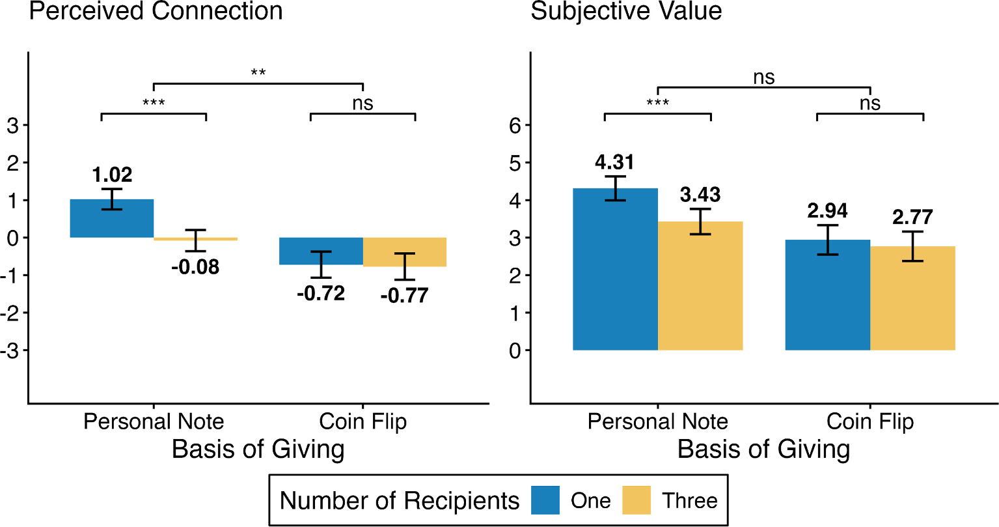 Perceived Connection
**
***
ns
3
2
1
0
-1
-2
-3
1.02
-0.08
-0.72
-0.77
Personal Note
Coin Flip
Basis of Giving
Subjective Value
ns
***
ns
6
5
4
3
2
1
0
4.31
3.43
2.94
2.77
Personal Note
Coin Flip
Basis of Giving
Number of Recipients One Three